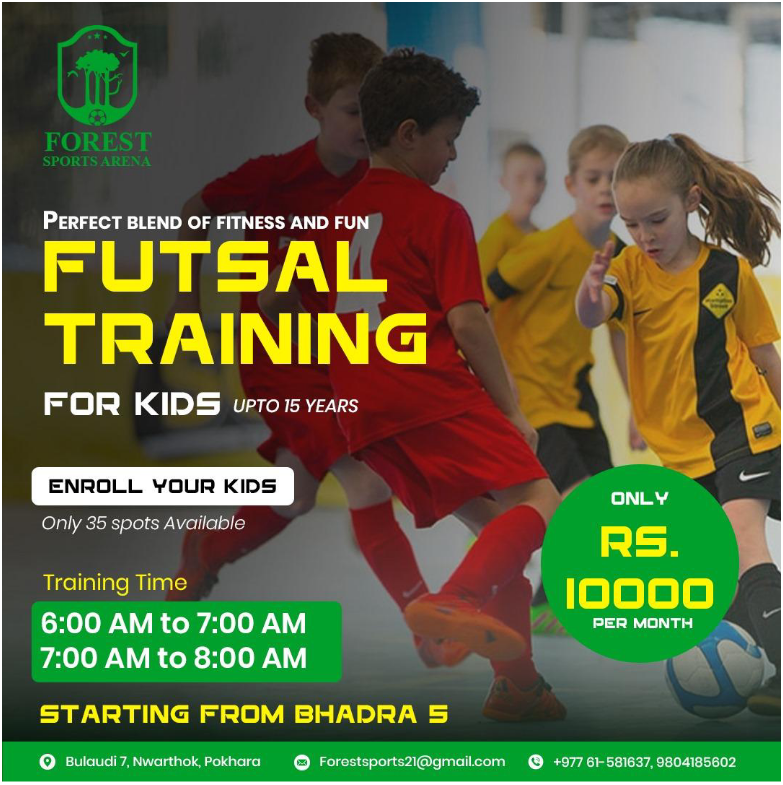 FOREST
SPORTS ARENA
PERFECT BLEND OF FITNESS AND FUN
FUTSAL
TRAINING
FOR KIDS UPTO 15 YEARS
ENROLL YOUR KIDS
Only 35 spots Available
Training Time
6:00 AM to 7:00 AM
7:00 AM to 8:00 AM
STARTING FROM BHADRA 5
ONLY
RS.
10000
PER MONTH
4
Bulaudi 7, Nwarthok, Pokhara
Forestsports21@gmail.com
+977 61-581637, 9804185602